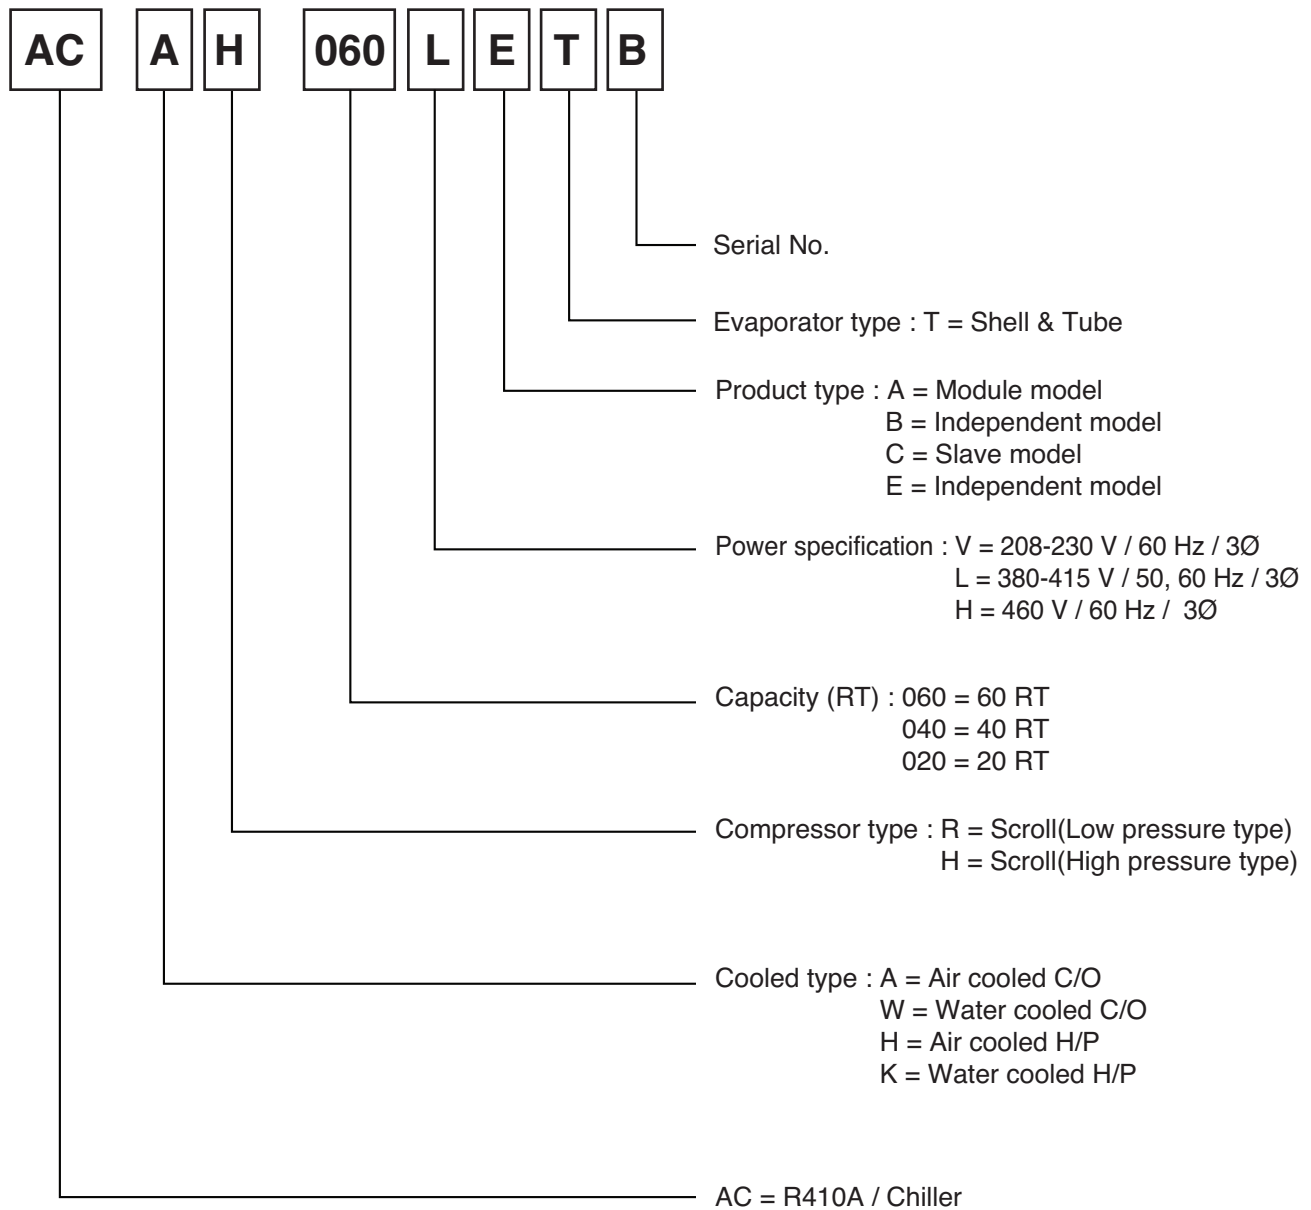 AC A H 060 L E T B
Serial No.
Evaporator type : T = Shell & Tube
Product type : A = Module model
B = Independent model
C = Slave model
E = Independent model
Power specification : V = 208-230 V / 60 Hz / 3Ø
L = 380-415 V / 50, 60 Hz / 3Ø
H = 460 V / 60 Hz / 3Ø
Capacity (RT) : 060 = 60 RT
040 = 40 RT
020 = 20 RT
Compressor type : R = Scroll(Low pressure type)
H = Scroll(High pressure type)
Cooled type : A = Air cooled C/O
W = Water cooled C/O
H = Air cooled H/P
K = Water cooled H/P
AC = R410A / Chiller